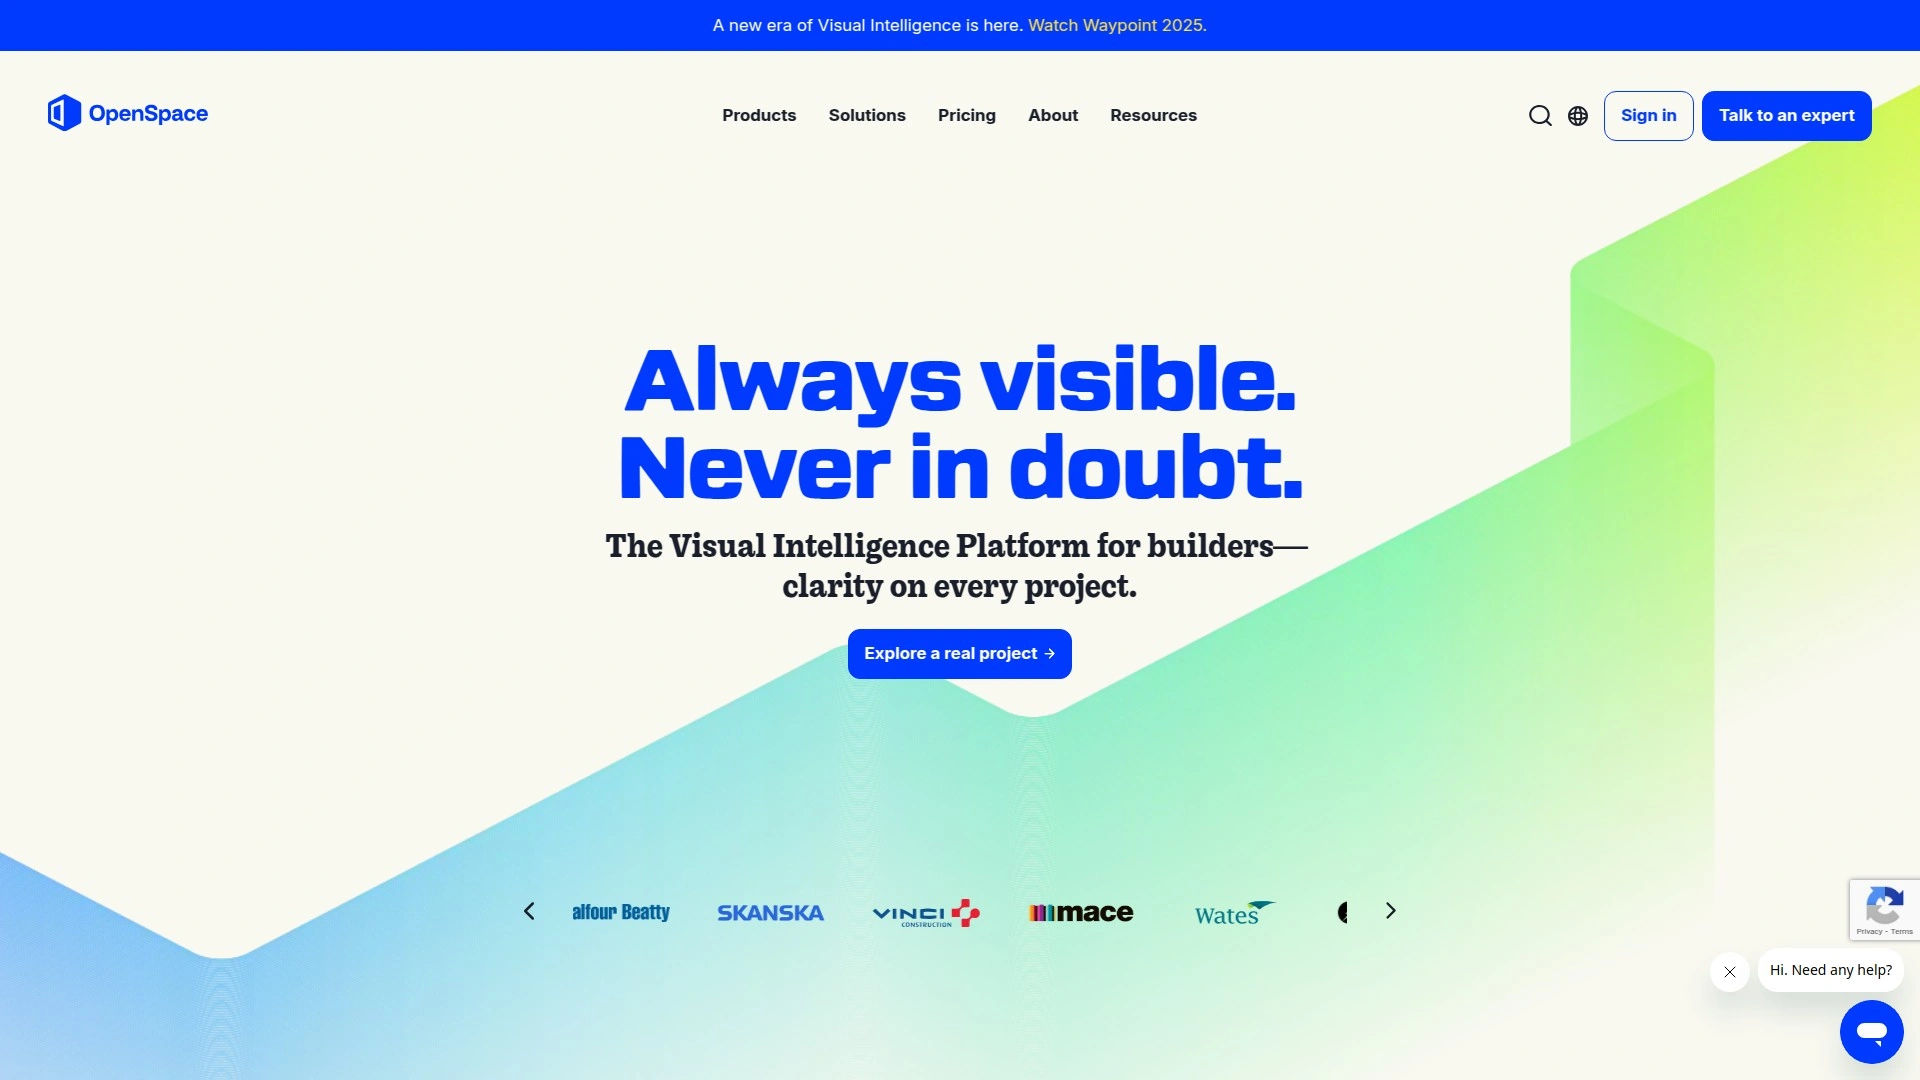 A new era of Visual Intelligence is here. Watch Waypoint 2025.
OpenSpace
Products
Solutions
Pricing
About
Resources
Sign in
Talk to an expert
Always visible.
Never in doubt.
The Visual Intelligence Platform for builders—
clarity on every project.
Explore a real project →
alfour Beatty
SKANSKA
VINCI
CONSTRUCTION
mace
Wates
Privacy - Terms
Hi. Need any help?